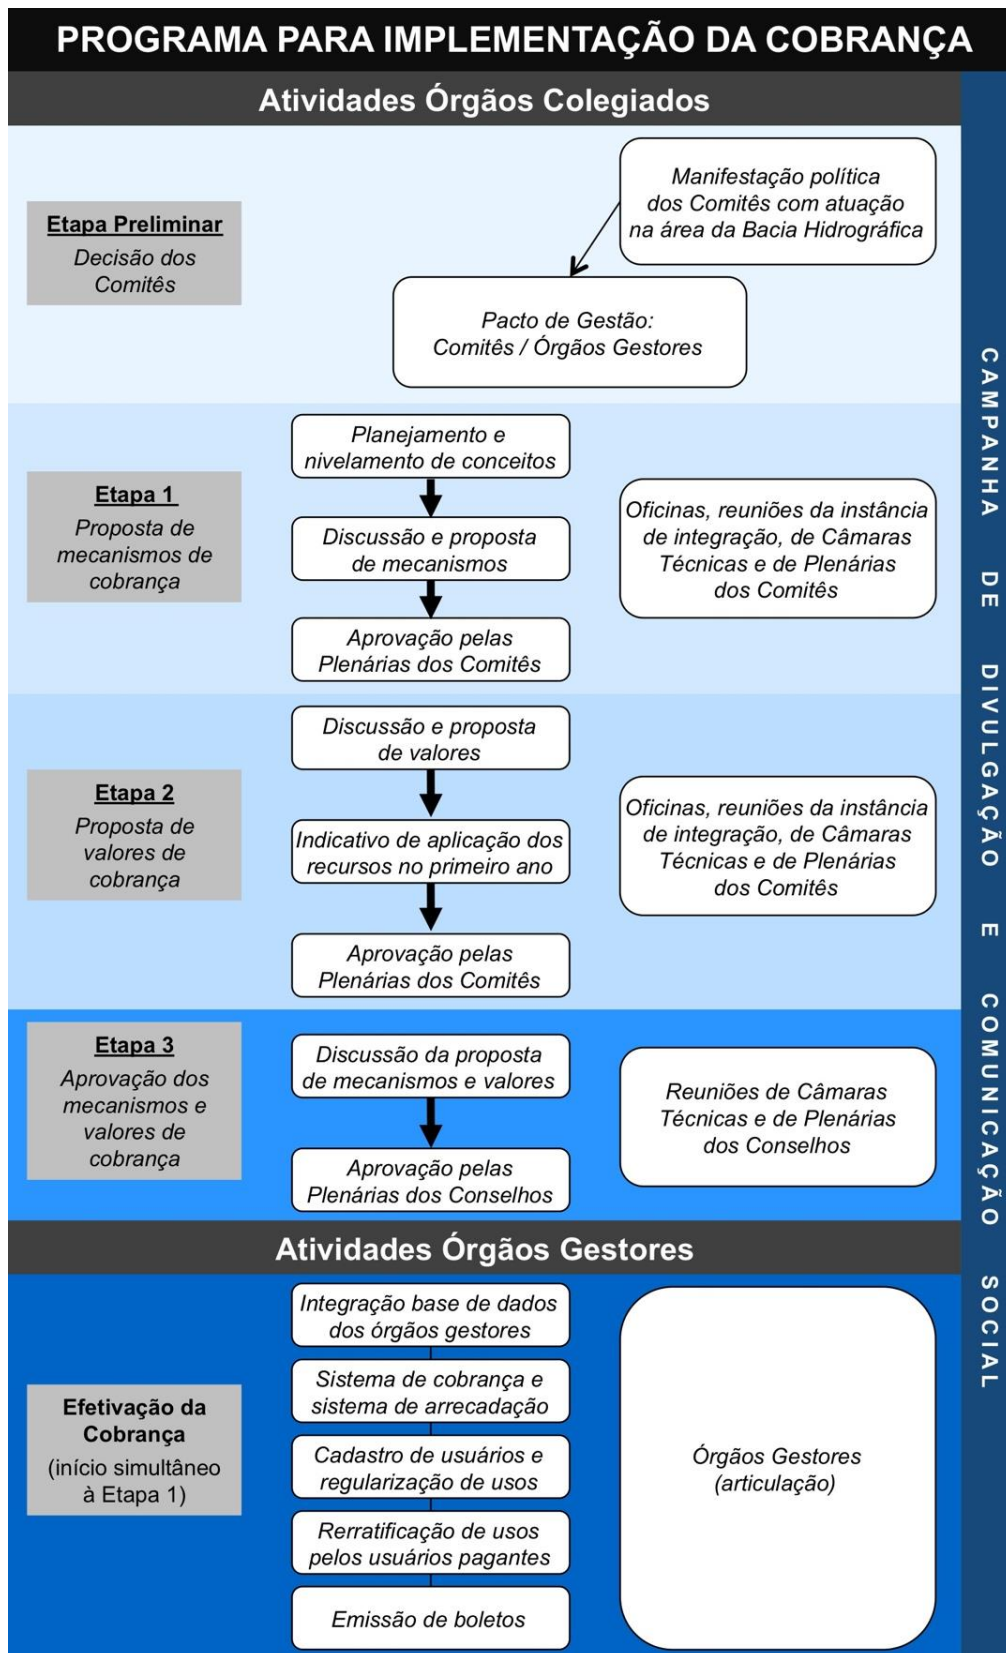 PROGRAMA PARA IMPLEMENTAÇÃO DA COBRANÇA
Atividades Órgãos Colegiados
Etapa Preliminar
Decisão dos
Comitês
Manifestação política
dos Comitês com atuação
na área da Bacia Hidrográfica
Pacto de Gestão:
Comitês / Órgãos Gestores
Etapa 1
Proposta de
mecanismos de
cobrança
Planejamento e
nivelamento de conceitos
Discussão e proposta
de mecanismos
Aprovação pelas
Plenárias dos Comitês
Oficinas, reuniões da instância
de integração, de Câmaras
Técnicas e de Plenárias
dos Comitês
Etapa 2
Proposta de
valores de
cobrança
Discussão e proposta
de valores
Indicativo de aplicação dos
recursos no primeiro ano
Aprovação pelas
Plenárias dos Comitês
Oficinas, reuniões da instância
de integração, de Câmaras
Técnicas e de Plenárias
dos Comitês
Etapa 3
Aprovação dos
mecanismos e
valores de
cobrança
Discussão da proposta
de mecanismos e valores
Aprovação pelas
Plenárias dos Conselhos
Reuniões de Câmaras
Técnicas e de Plenárias
dos Conselhos
Atividades Órgãos Gestores
Efetivação da
Cobrança
(início simultâneo
à Etapa 1)
Integração base de dados
dos órgãos gestores
Sistema de cobrança e
sistema de arrecadação
Cadastro de usuários e
regularização de usos
Rerratificação de usos
pelos usuários pagantes
Emissão de boletos
Órgãos Gestores
(articulação)
CAMPANHA DE DIVULGAÇÃO E COMUNICAÇÃO SOCIAL